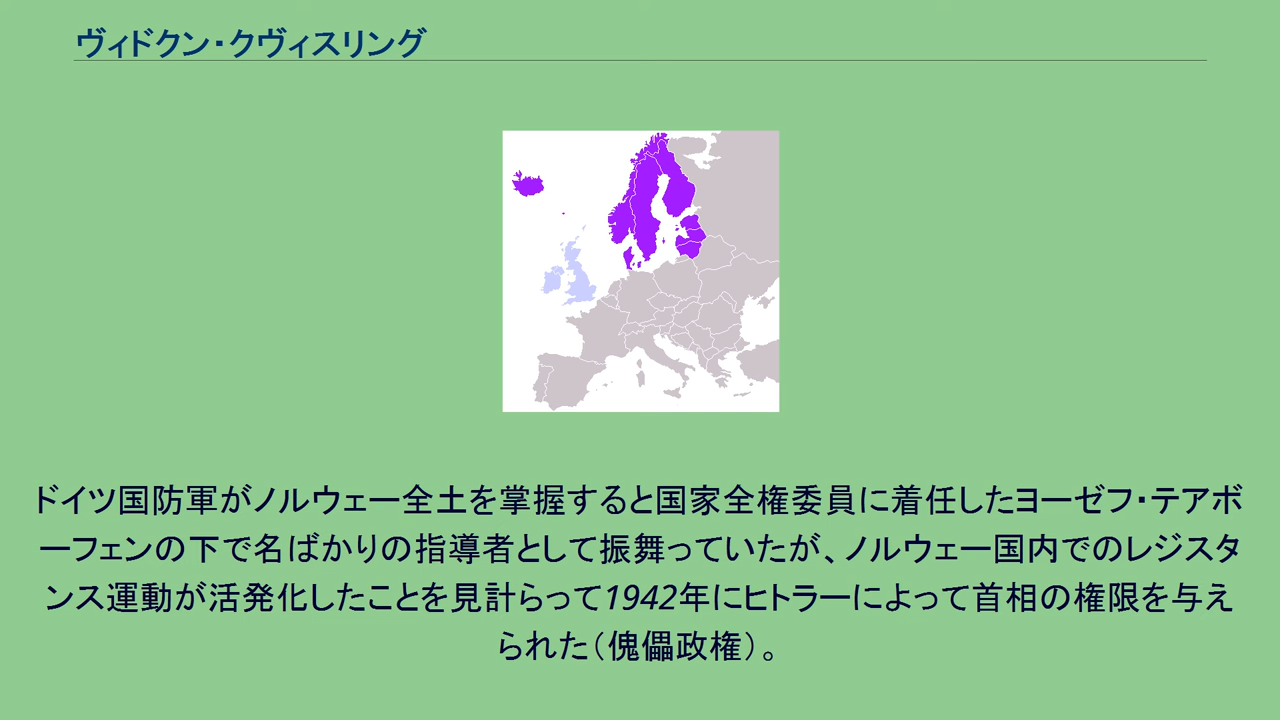 ヴィドクン・クヴィスリング
ドイツ国防軍がノルウェー全土を掌握すると国家全権委員に着任したヨーゼフ・テアボ
ーフェンの下で名ばかりの指導者として振舞っていたが、ノルウェー国内でのレジスタ
ンス運動が活発化したことを見計らって1942年にヒトラーによって首相の権限を与え
られた（傀儡政権）。